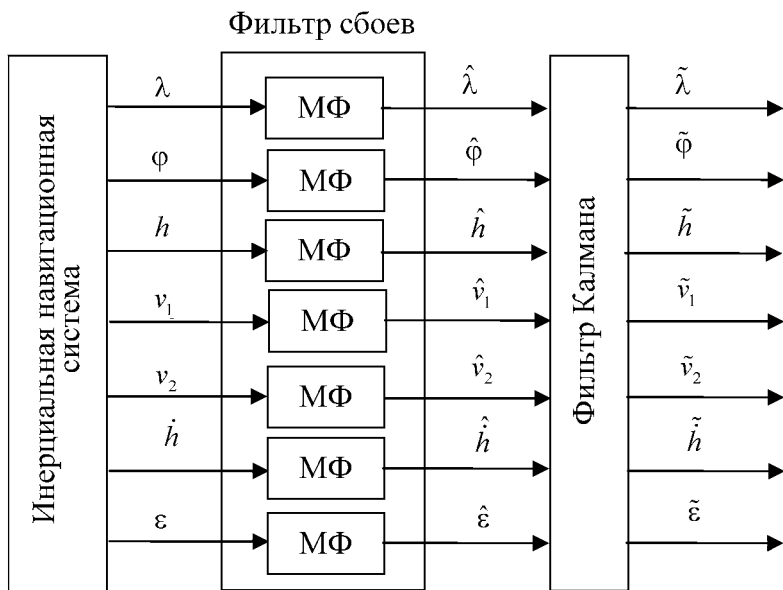 Фильтр сбоев
Инерциальная навигационная
система
λ МФ λ̂ λ̃
φ МФ φ̂ φ̃
h МФ ĥ h̃
v₁ МФ v̂₁ ṽ₁
v₂ МФ v̂₂ ṽ₂
ḣ МФ ḣ̂ ḣ̃
ε МФ ε̂ ε̃
Фильтр Калмана